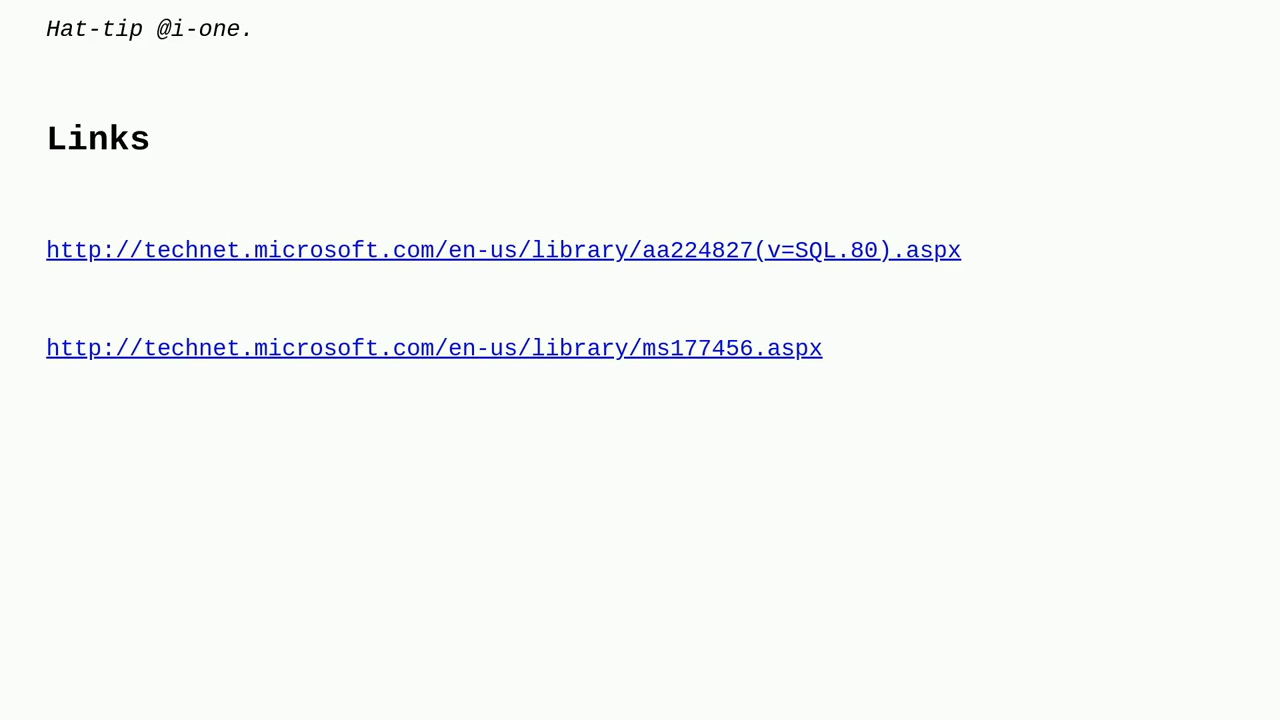 Hat-tip @i-one.
Links
http://technet.microsoft.com/en-us/library/aa224827(v=SQL.80).aspx
http://technet.microsoft.com/en-us/library/ms177456.aspx